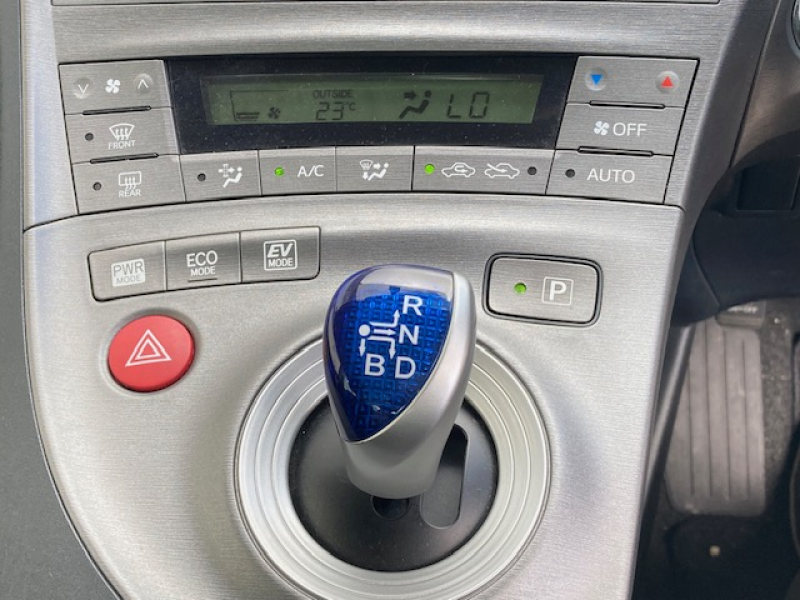 OUTSIDE
23°C
LO
FRONT
OFF
REAR
A/C
AUTO
PWR
MODE
ECO
MODE
EV
MODE
P
R
N
B D